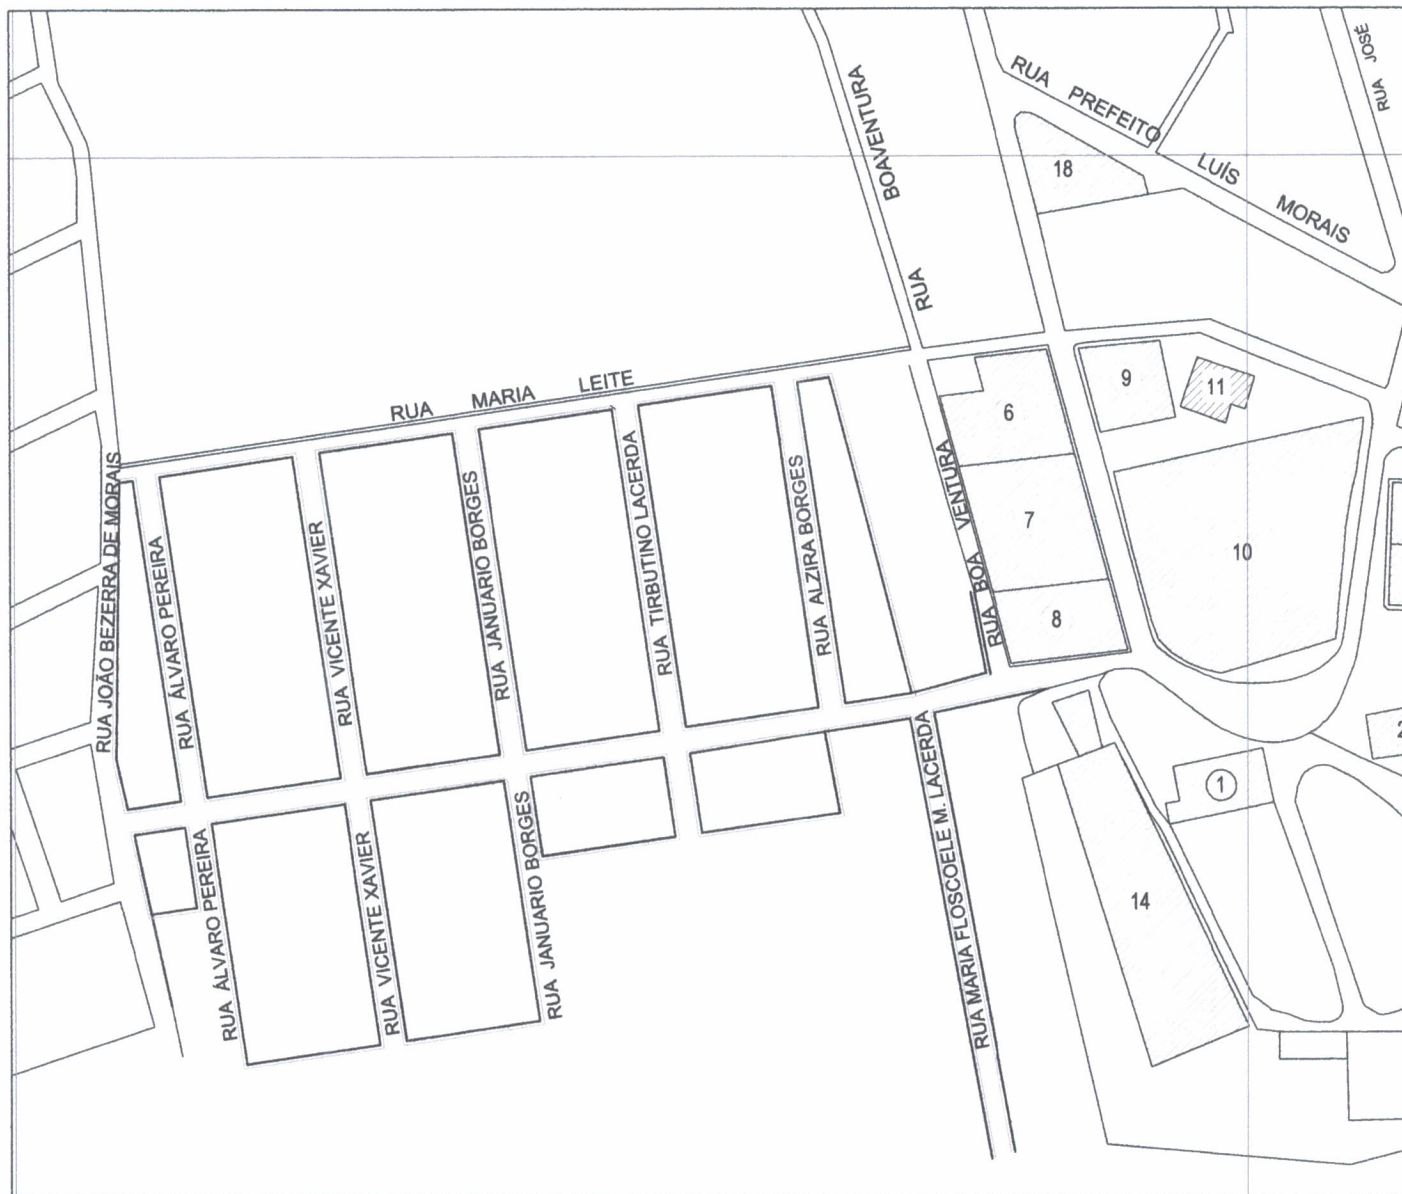 RUA JOSÉ
RUA PREFEITO LUÍS MORAIS
RUA BOAVENTURA
18
RUA MARIA LEITE
9
11
6
7
10
8
RUA BOA VENTURA
RUA JOÃO BEZERRA DE MORAIS
RUA ÁLVARO PEREIRA
RUA VICENTE XAVIER
RUA JANUARIO BORGES
RUA TIRBUTINO LACERDA
RUA ALZIRA BORGES
RUA MARIA FLOSCOELE M. LACERDA
2
1
14
RUA ÁLVARO PEREIRA
RUA VICENTE XAVIER
RUA JANUARIO BORGES